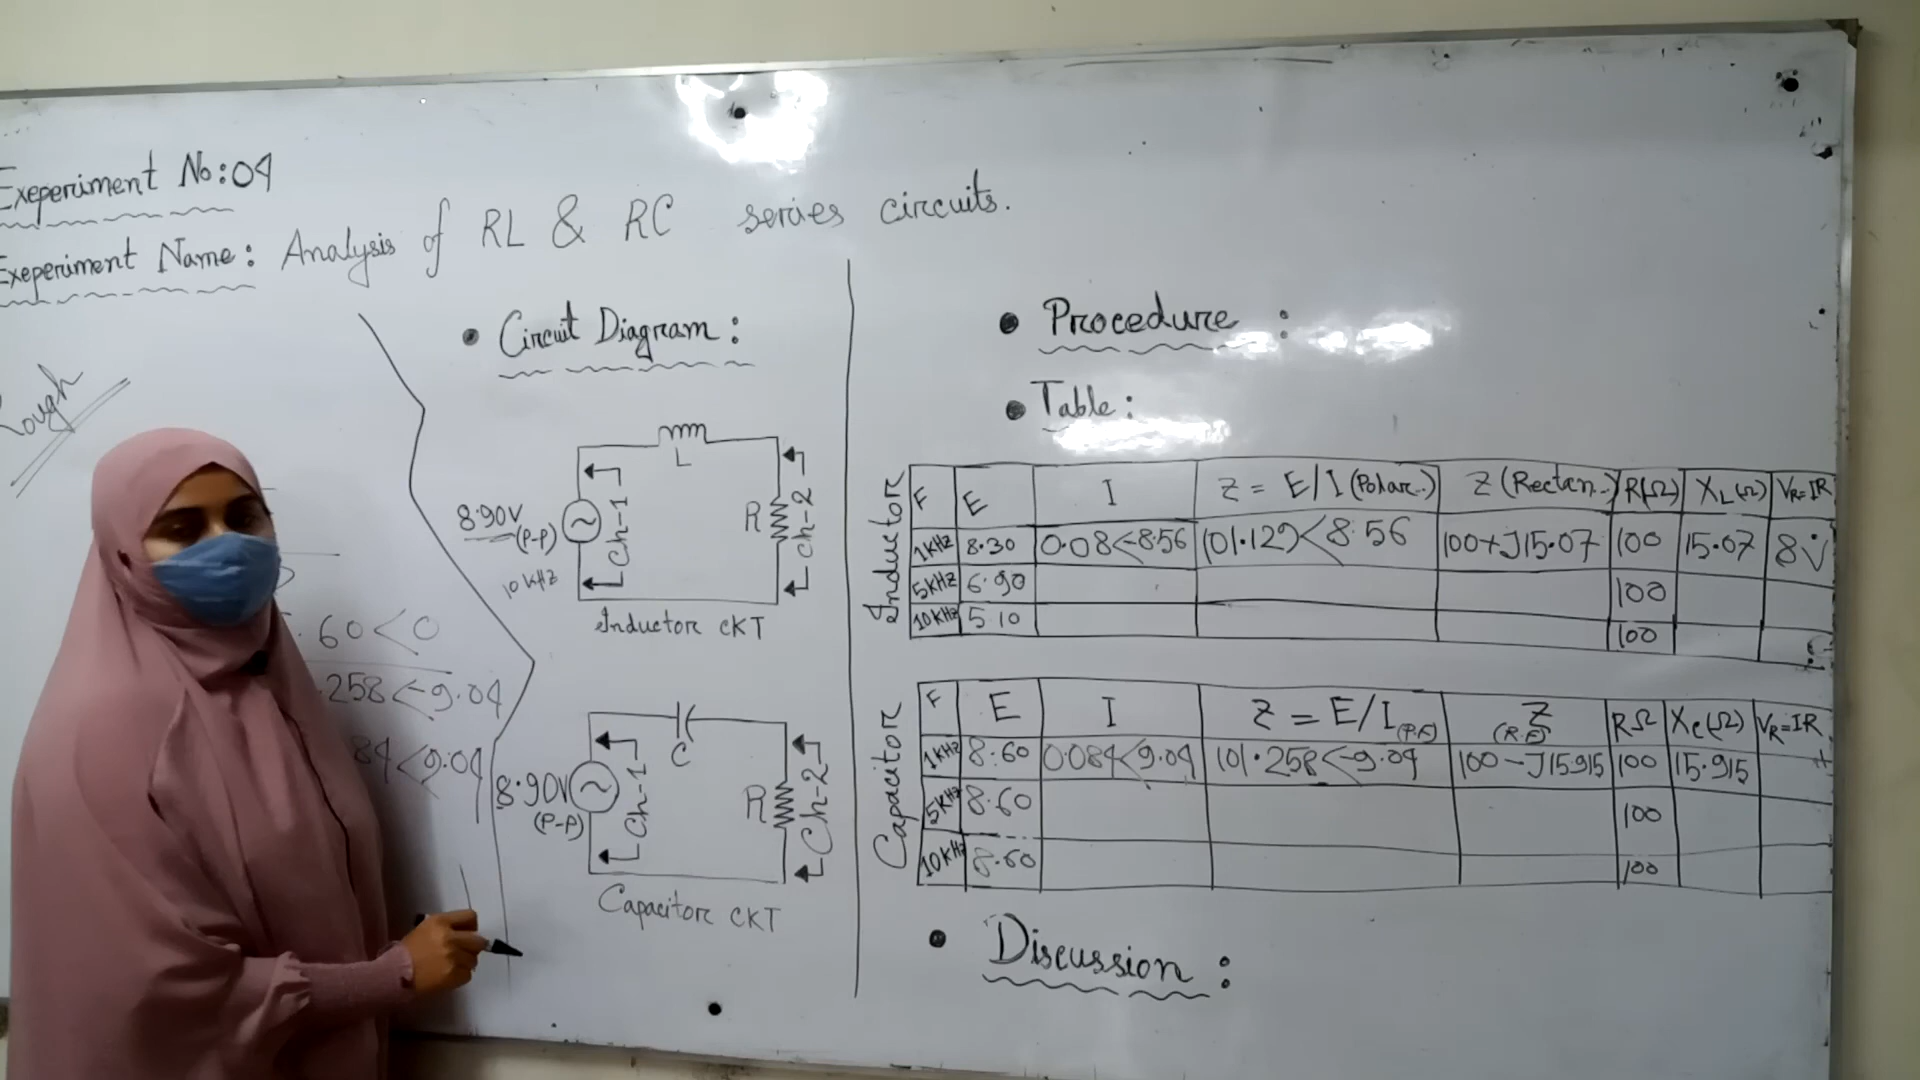 Exeperiment No:04
Exeperiment Name: Analysis of RL & RC series circuits.
Rough
60<0
.258<-9.04
84<9.04
• Circuit Diagram:
L
8.90V
(P-P)
10 kHz
Ch-1
R
Ch-2
Inductor CKT
C
8.90V
(P-P)
Ch-1
R
Ch-2
Capacitor CKT
• Procedure :
• Table:
Inductor
F E I Z = E/I (Polar..) Z (Rectan..) R(Ω) XL(Ω) VR=IR
1kHz 8.30 0.08<-8.56 101.129<8.56 100+J15.07 100 15.07 8V
5kHz 6.90 100
10kHz 5.10 100
Capacitor
F E I Z = E/I (P.F) Z (R.F) RΩ Xc(Ω) VR=IR
1kHz 8.60 0.084<9.04 101.258<-9.04 100-J15.915 100 15.915
5kHz 8.60 100
10kHz 8.60 100
• Discussion :